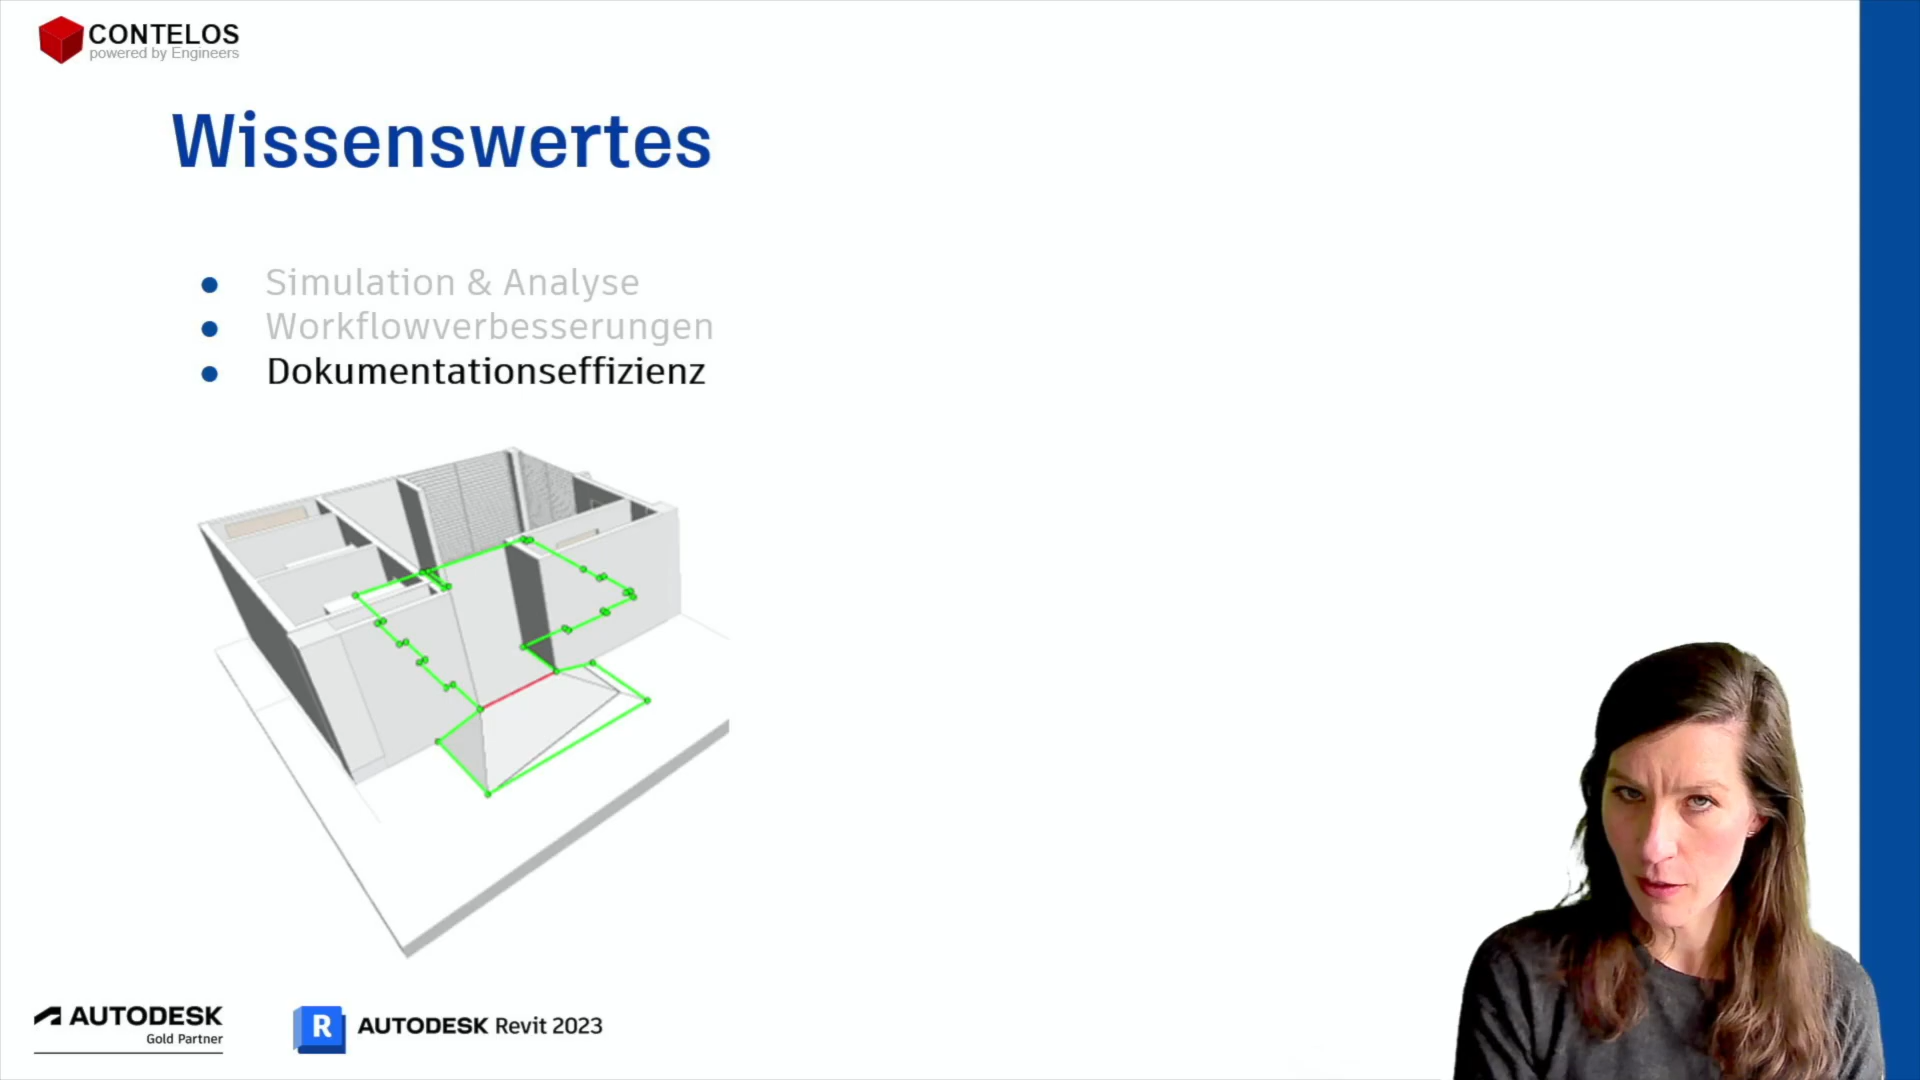 CONTELOS
powered by Engineers
Wissenswertes
Simulation & Analyse
Workflowverbesserungen
Dokumentationseffizienz
AUTODESK
Gold Partner
R
AUTODESK Revit 2023